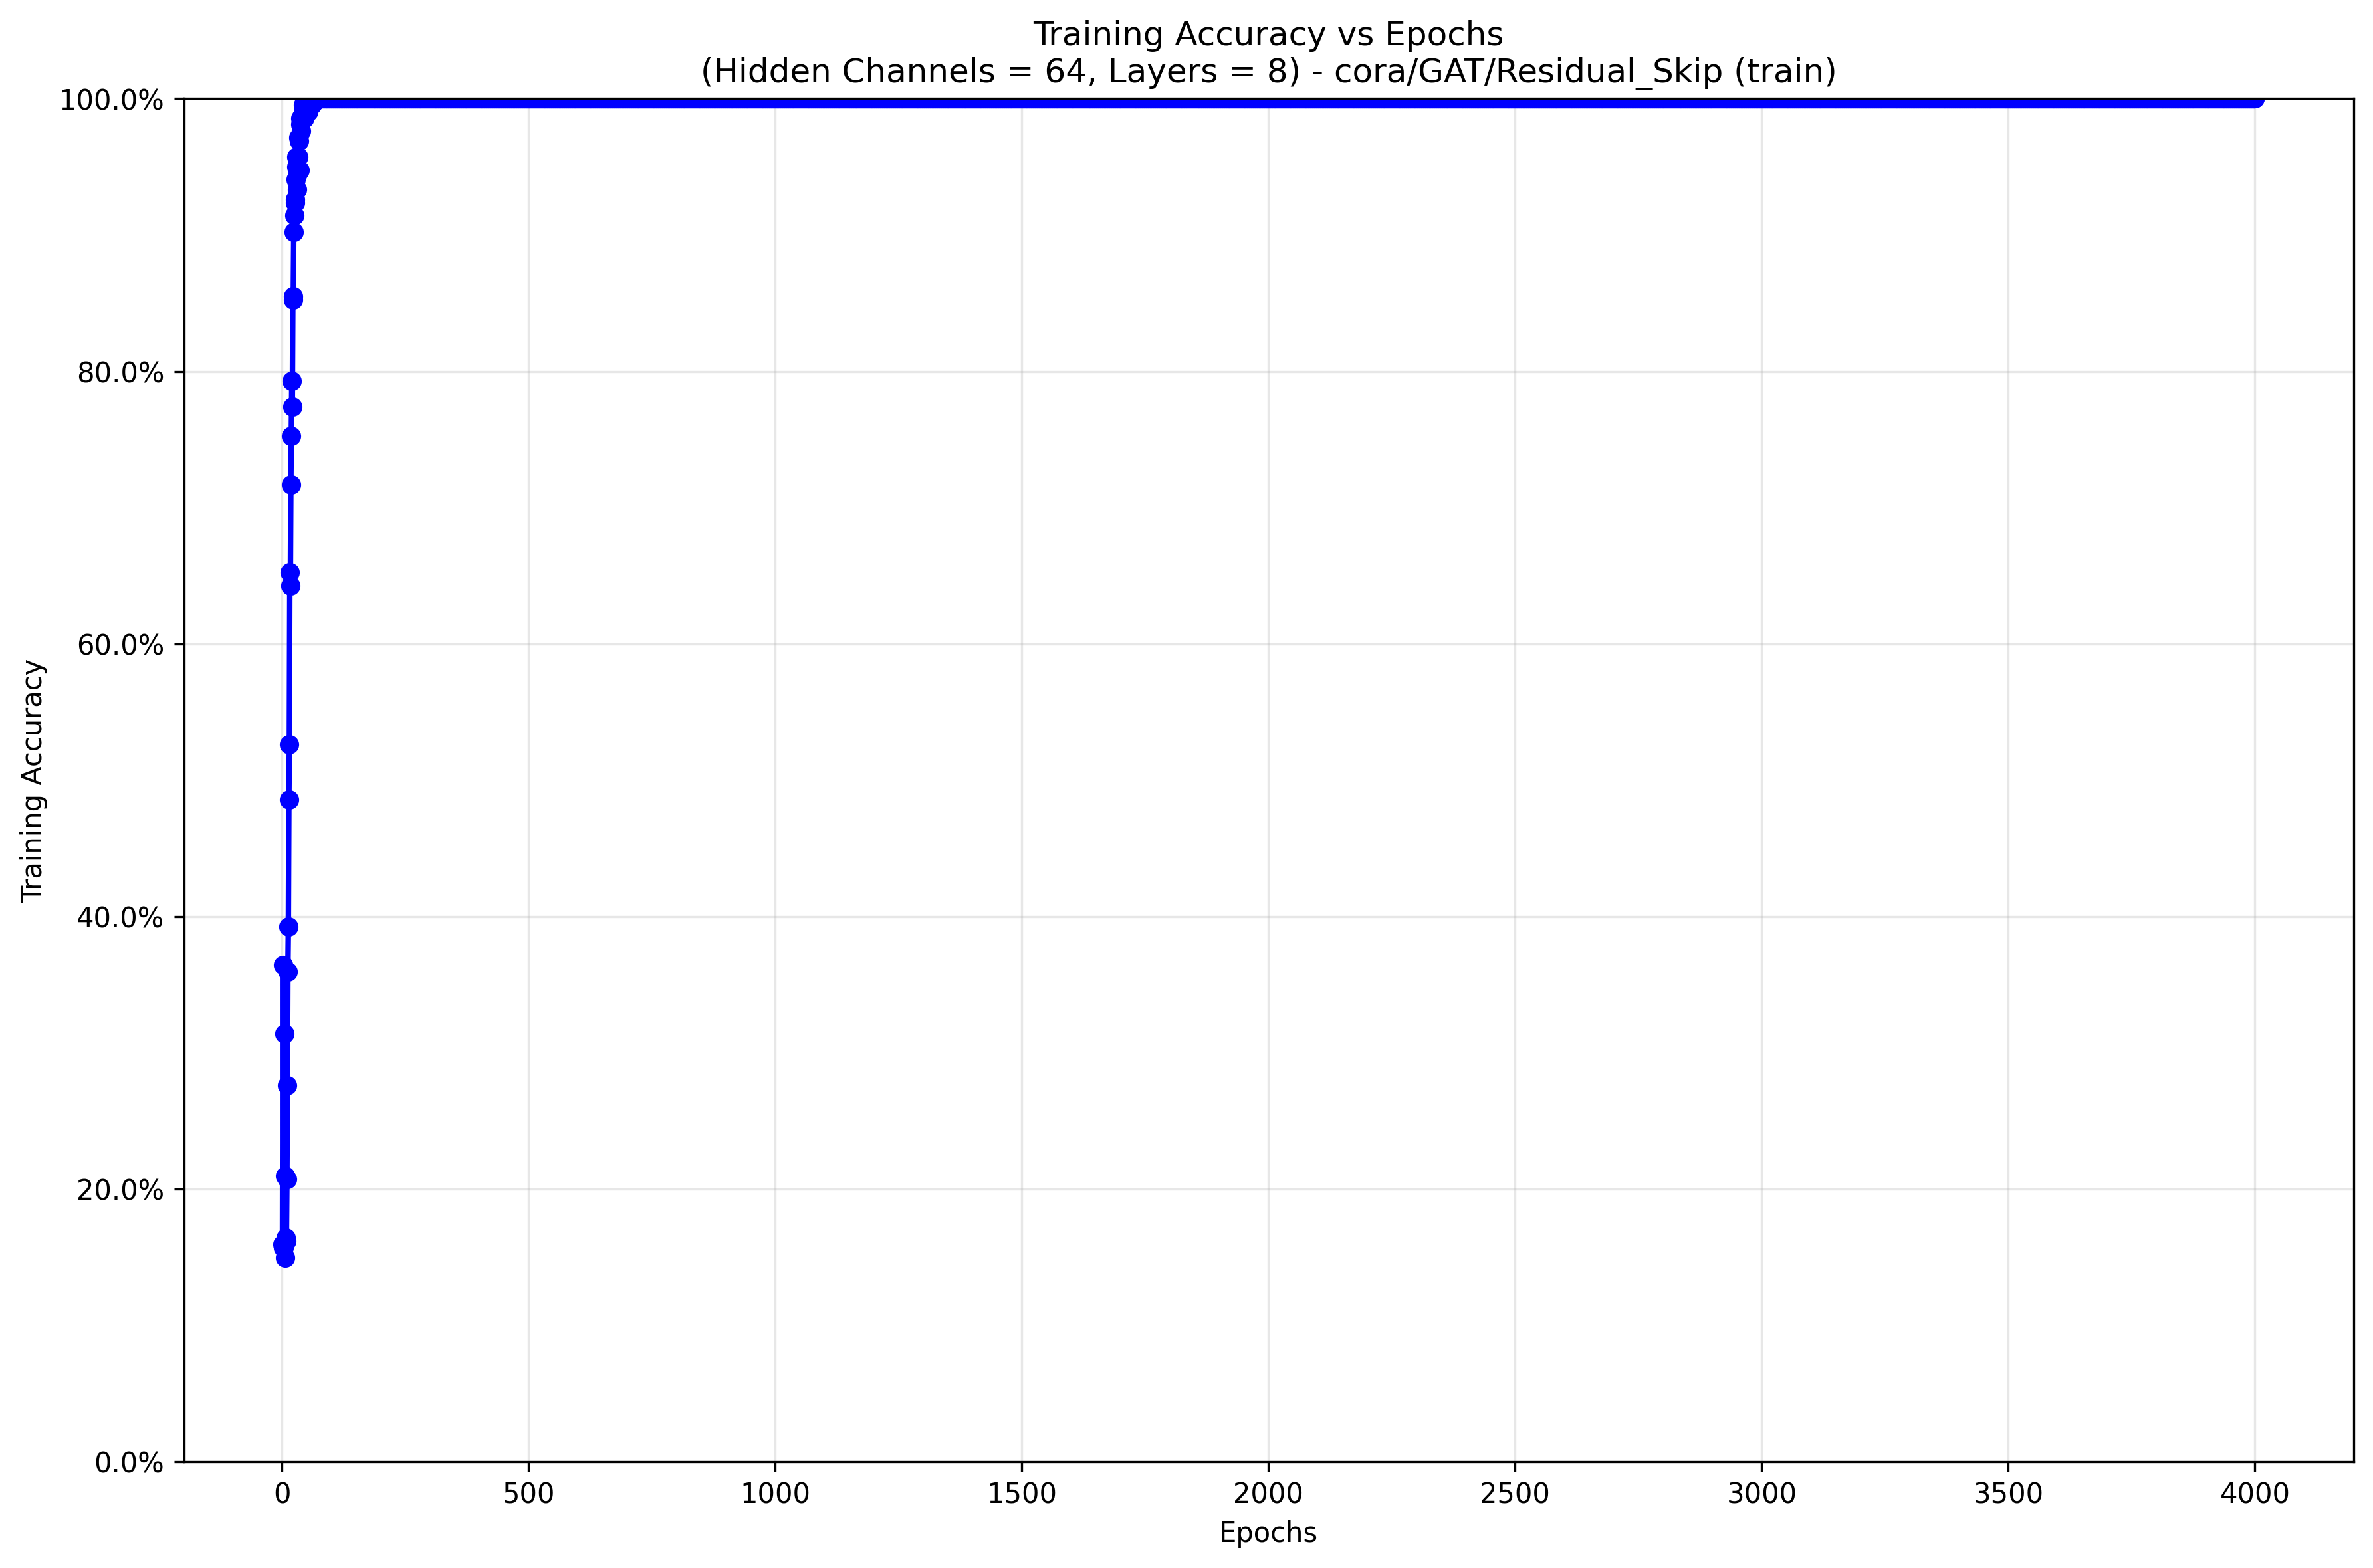 Training Accuracy vs Epochs
(Hidden Channels = 64, Layers = 8) - cora/GAT/Residual_Skip (train)
100.0%
80.0%
60.0%
40.0%
20.0%
0.0%
Training Accuracy
0 500 1000 1500 2000 2500 3000 3500 4000
Epochs